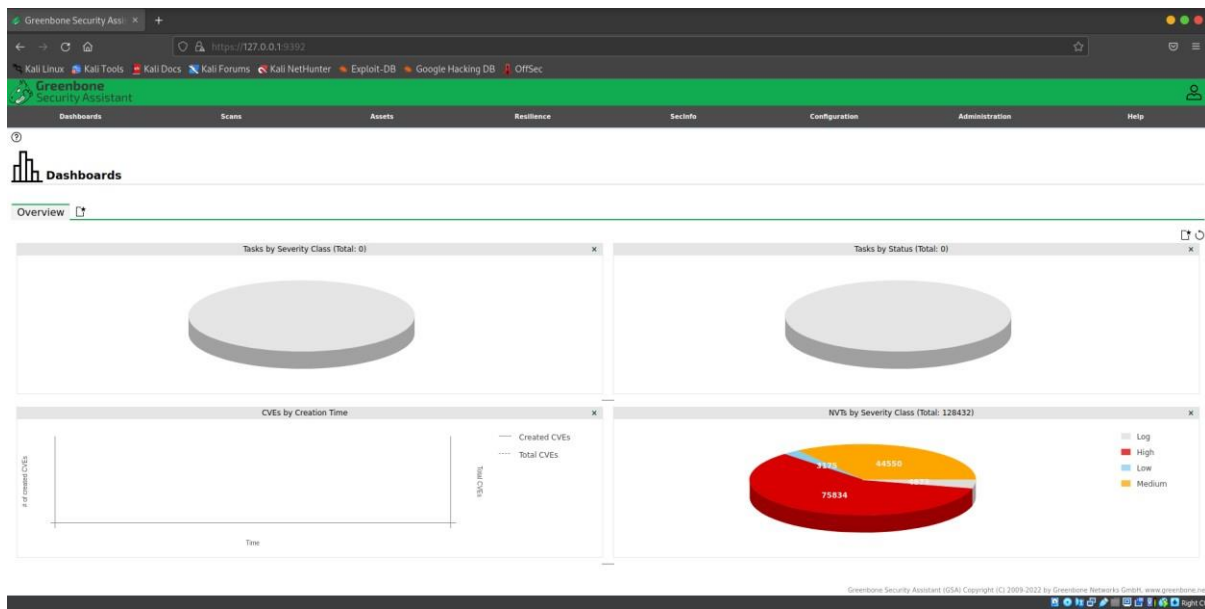 Greenbone Security Assi
https://127.0.0.1:9392
Kali Linux Kali Tools Kali Docs Kali Forums Kali NetHunter Exploit-DB Google Hacking DB OffSec
Greenbone
Security Assistant
Dashboards Scans Assets Resilience SecInfo Configuration Administration Help
Dashboards
Overview
Tasks by Severity Class (Total: 0)
Tasks by Status (Total: 0)
CVEs by Creation Time
# of created CVEs
Time
Total CVEs
Created CVEs
Total CVEs
NVTs by Severity Class (Total: 128432)
3173
44550
75834
Log
High
Low
Medium
Greenbone Security Assistant (GSA) Copyright (C) 2009-2022 by Greenbone Networks GmbH, www.greenbone.ne
Right C